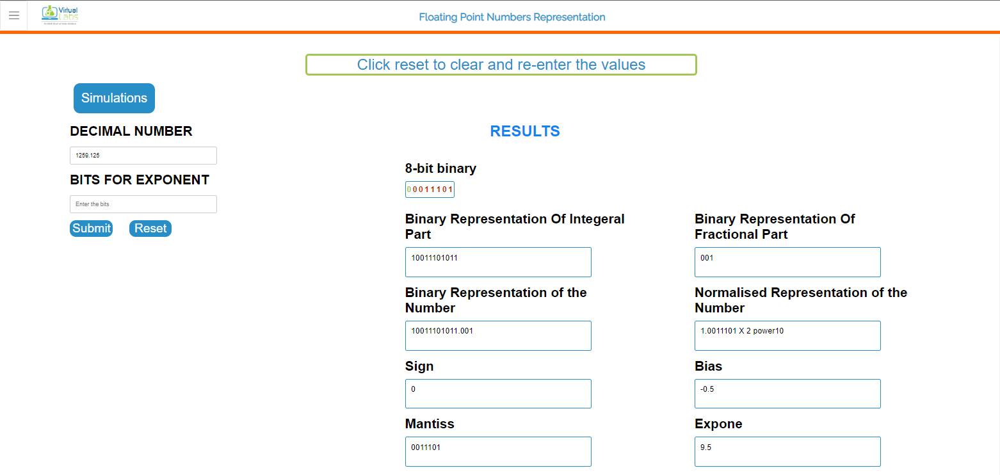 Virtual
Labs
Floating Point Numbers Representation
Click reset to clear and re-enter the values
Simulations
DECIMAL NUMBER
1259.125
BITS FOR EXPONENT
Enter the bits
Submit
Reset
RESULTS
8-bit binary
00011101
Binary Representation Of Integeral
Part
10011101011
Binary Representation Of
Fractional Part
001
Binary Representation of the
Number
10011101011.001
Normalised Representation of the
Number
1.0011101 X 2 power10
Sign
0
Bias
-0.5
Mantiss
0011101
Expone
9.5